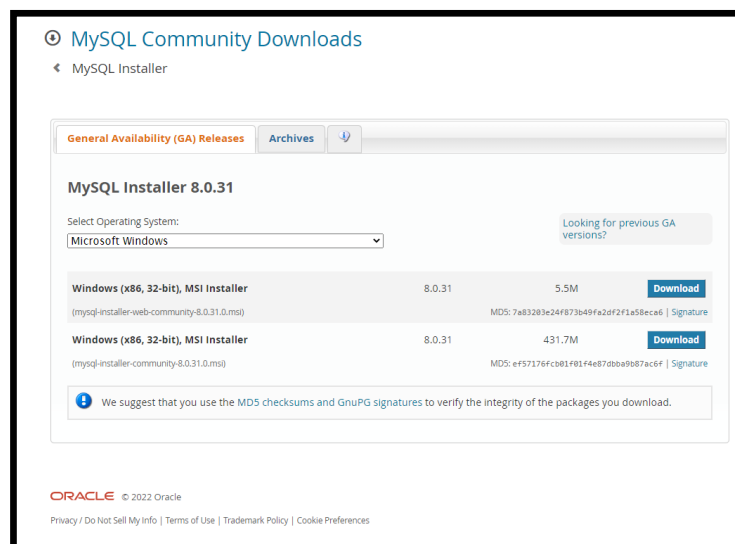 MySQL Community Downloads
MySQL Installer
General Availability (GA) Releases Archives
MySQL Installer 8.0.31
Select Operating System:
Microsoft Windows
Looking for previous GA
versions?
Windows (x86, 32-bit), MSI Installer 8.0.31 5.5M Download
(mysql-installer-web-community-8.0.31.0.msi) MD5: 7a83203e24f873b49fa2df2f1a58eca6 | Signature
Windows (x86, 32-bit), MSI Installer 8.0.31 431.7M Download
(mysql-installer-community-8.0.31.0.msi) MD5: ef57176fcb01f01f4e87dbba9b87ac6f | Signature
We suggest that you use the MD5 checksums and GnuPG signatures to verify the integrity of the packages you download.
ORACLE © 2022 Oracle
Privacy / Do Not Sell My Info | Terms of Use | Trademark Policy | Cookie Preferences